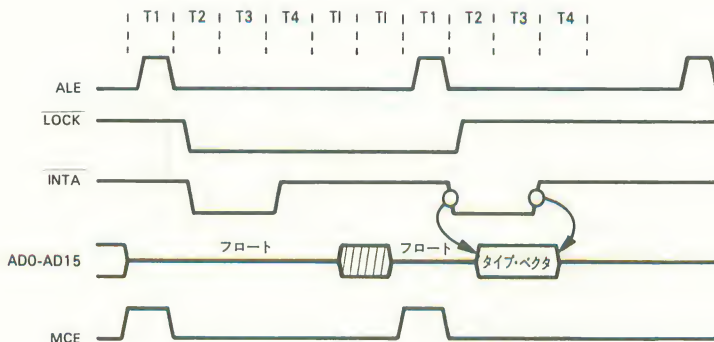 T1 T2 T3 T4 TI TI T1 T2 T3 T4
ALE
LOCK
INTA
フロート フロート タイプ・ベクタ
AD0-AD15
MCE